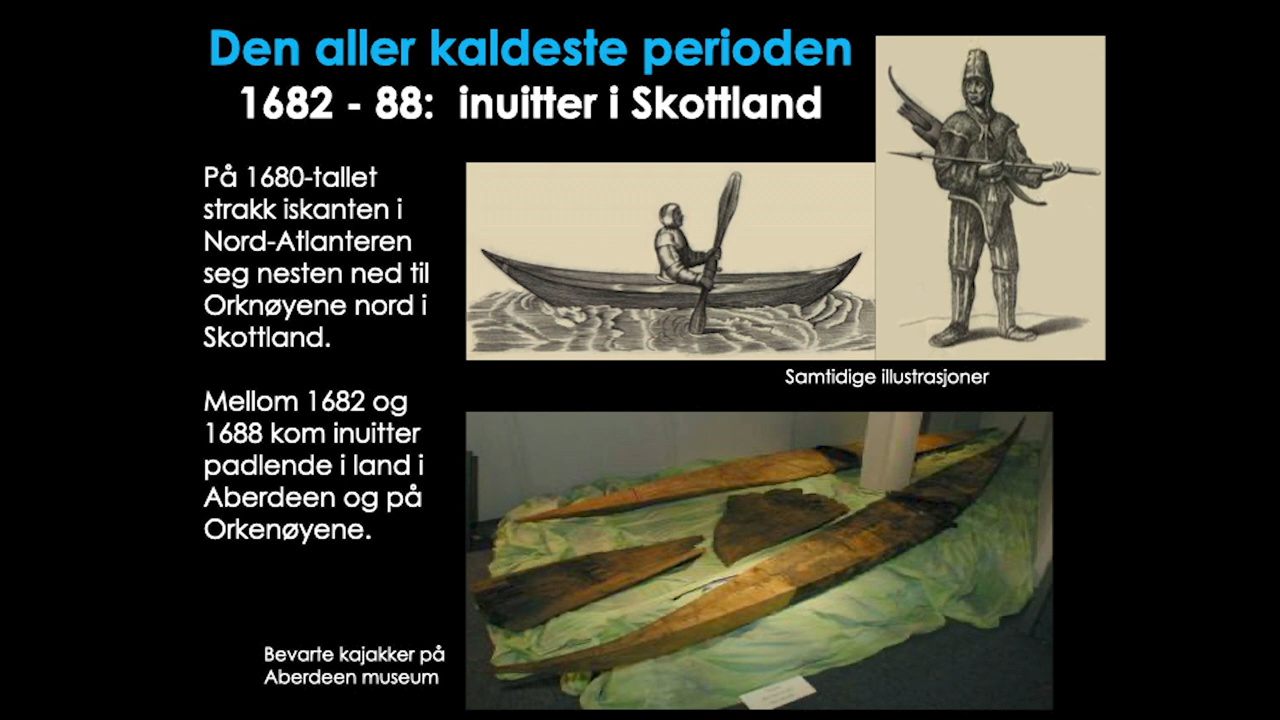 Den aller kaldeste perioden
1682 - 88: inuitter i Skottland
På 1680-tallet
strakk iskanten i
Nord-Atlanteren
seg nesten ned til
Orknøyene nord i
Skottland.
Mellom 1682 og
1688 kom inuitter
padlende i land i
Aberdeen og på
Orkenøyene.
Samtidige illustrasjoner
Bevarte kajakker på
Aberdeen museum